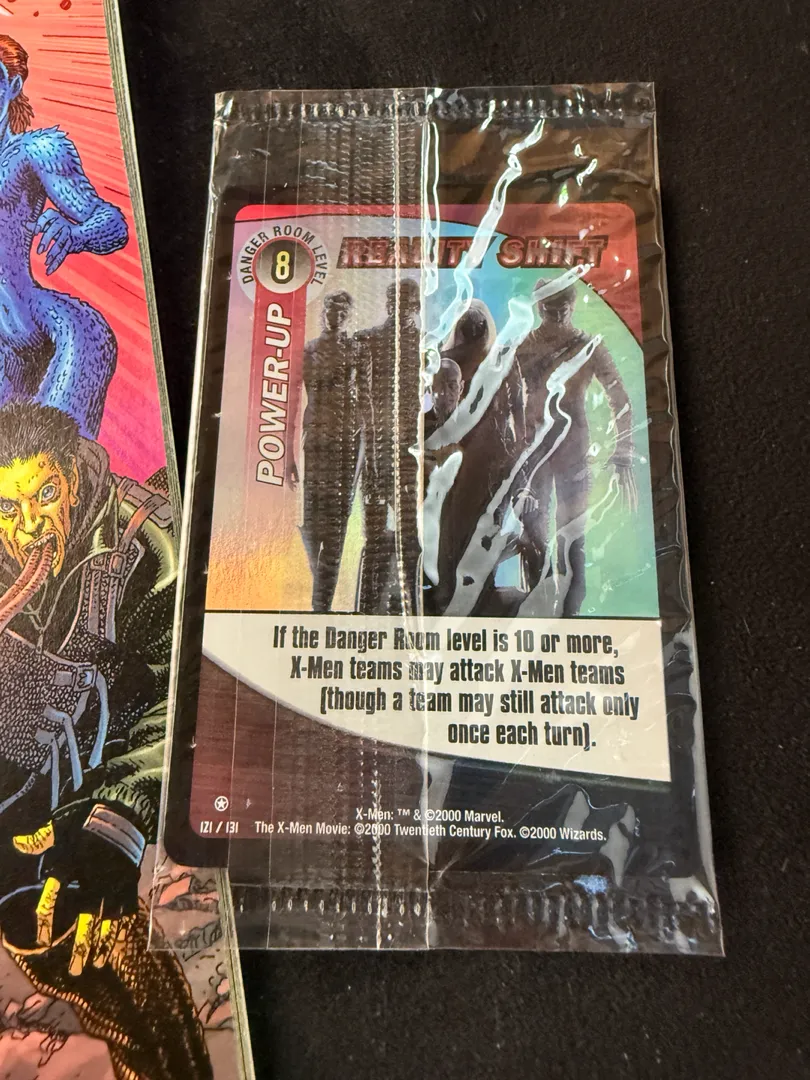 DANGER ROOM LEVEL
8
REALITY SHIFT
POWER-UP
If the Danger Room level is 10 or more,
X-Men teams may attack X-Men teams
(though a team may still attack only
once each turn).
X-Men: ™ & ©2000 Marvel.
121 / 131 The X-Men Movie: ©2000 Twentieth Century Fox. ©2000 Wizards.